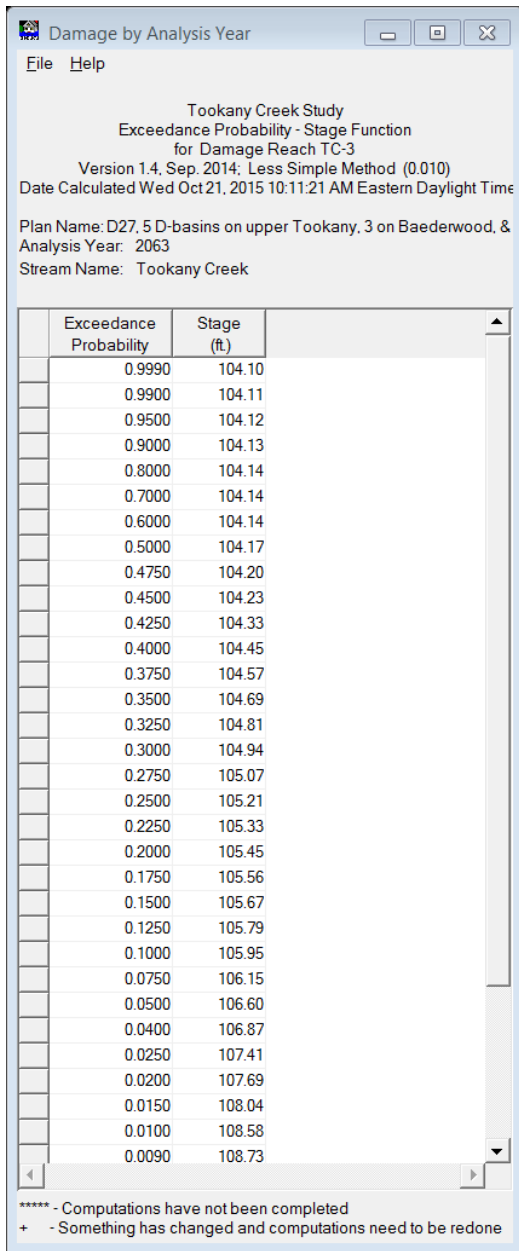 Damage by Analysis Year
File Help
Tookany Creek Study
Exceedance Probability - Stage Function
for Damage Reach TC-3
Version 1.4, Sep. 2014; Less Simple Method (0.010)
Date Calculated Wed Oct 21, 2015 10:11:21 AM Eastern Daylight Time
Plan Name: D27, 5 D-basins on upper Tookany, 3 on Baederwood, &
Analysis Year: 2063
Stream Name: Tookany Creek
Exceedance Probability Stage (ft.)
0.9990 104.10
0.9900 104.11
0.9500 104.12
0.9000 104.13
0.8000 104.14
0.7000 104.14
0.6000 104.14
0.5000 104.17
0.4750 104.20
0.4500 104.23
0.4250 104.33
0.4000 104.45
0.3750 104.57
0.3500 104.69
0.3250 104.81
0.3000 104.94
0.2750 105.07
0.2500 105.21
0.2250 105.33
0.2000 105.45
0.1750 105.56
0.1500 105.67
0.1250 105.79
0.1000 105.95
0.0750 106.15
0.0500 106.60
0.0400 106.87
0.0250 107.41
0.0200 107.69
0.0150 108.04
0.0100 108.58
0.0090 108.73
***** - Computations have not been completed
+ - Something has changed and computations need to be redone